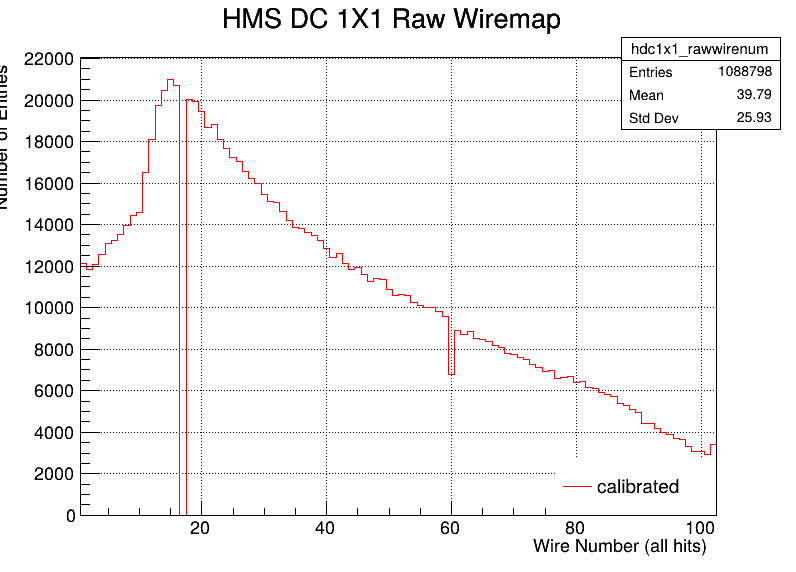 HMS DC 1X1 Raw Wiremap
hdc1x1_rawwirenum
Entries 1088798
Mean 39.79
Std Dev 25.93
Number of Entries
22000
20000
18000
16000
14000
12000
10000
8000
6000
4000
2000
0
calibrated
20 40 60 80 100
Wire Number (all hits)